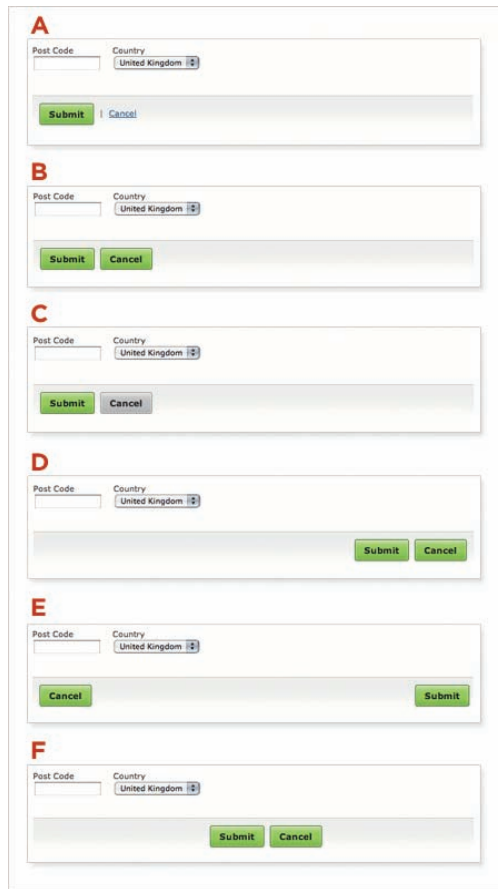 A
Post Code Country
United Kingdom
Submit | Cancel
B
Post Code Country
United Kingdom
Submit Cancel
C
Post Code Country
United Kingdom
Submit Cancel
D
Post Code Country
United Kingdom
Submit Cancel
E
Post Code Country
United Kingdom
Cancel Submit
F
Post Code Country
United Kingdom
Submit Cancel